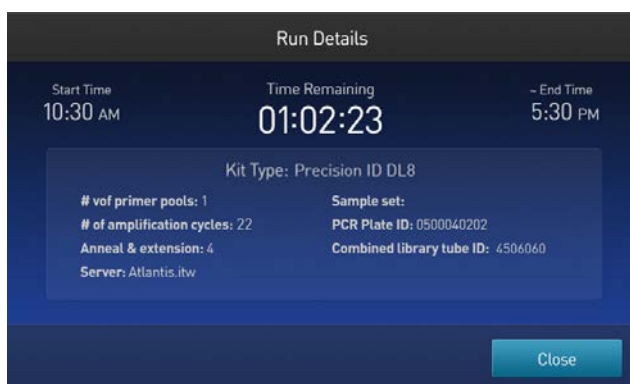 Run Details
Start Time
Time Remaining
~ End Time
10:30 AM
01:02:23
5:30 PM
Kit Type: Precision ID DL8
# vof primer pools: 1
Sample set:
# of amplification cycles: 22
PCR Plate ID: 0500040202
Anneal & extension: 4
Combined library tube ID: 4506060
Server: Atlantis.itw
Close